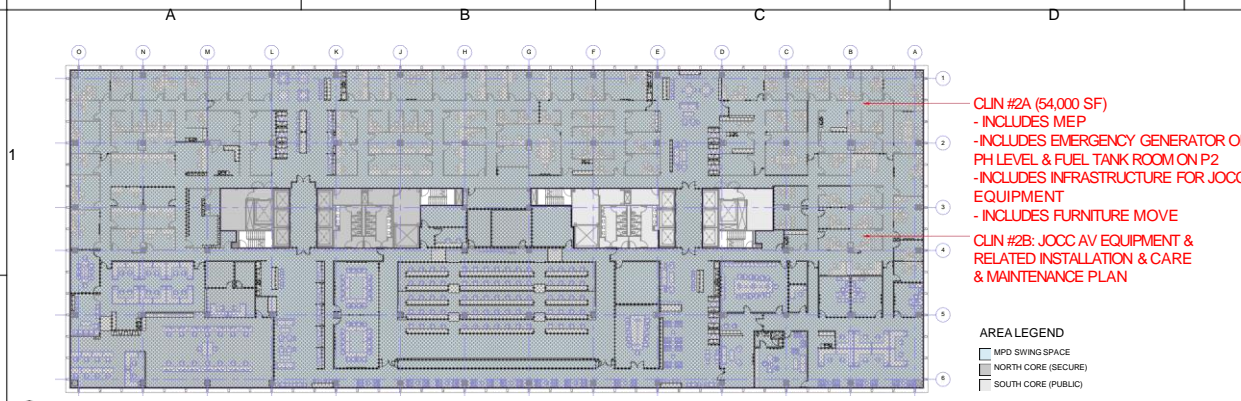 A B C D
O N M L K J H G F E D C B A
1
1
2
3
4
5
6
CLIN #2A (54,000 SF)
- INCLUDES MEP
-INCLUDES EMERGENCY GENERATOR O
PH LEVEL & FUEL TANK ROOM ON P2
-INCLUDES INFRASTRUCTURE FOR JOCC
EQUIPMENT
- INCLUDES FURNITURE MOVE
CLIN #2B: JOCC AV EQUIPMENT &
RELATED INSTALLATION & CARE
& MAINTENANCE PLAN
AREA LEGEND
MPD SWING SPACE
NORTH CORE (SECURE)
SOUTH CORE (PUBLIC)